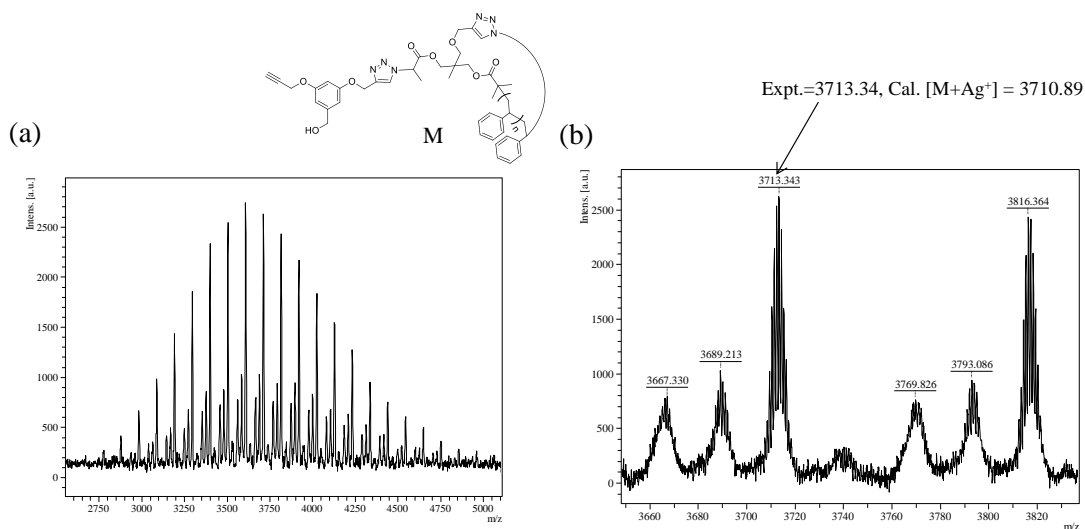 N
N
N
O
O
O
O
O
O
N
N
N
O
O
HO
n
M
Expt.=3713.34, Cal. [M+Ag⁺] = 3710.89
(a)
(b)
Intens. [a.u.]
2500
2000
1500
1000
500
0
2750 3000 3250 3500 3750 4000 4250 4500 4750 5000
m/z
Intens. [a.u.]
2500
2000
1500
1000
500
0
3713.343
3816.364
3689.213
3667.330
3793.086
3769.826
3660 3680 3700 3720 3740 3760 3780 3800 3820
m/z